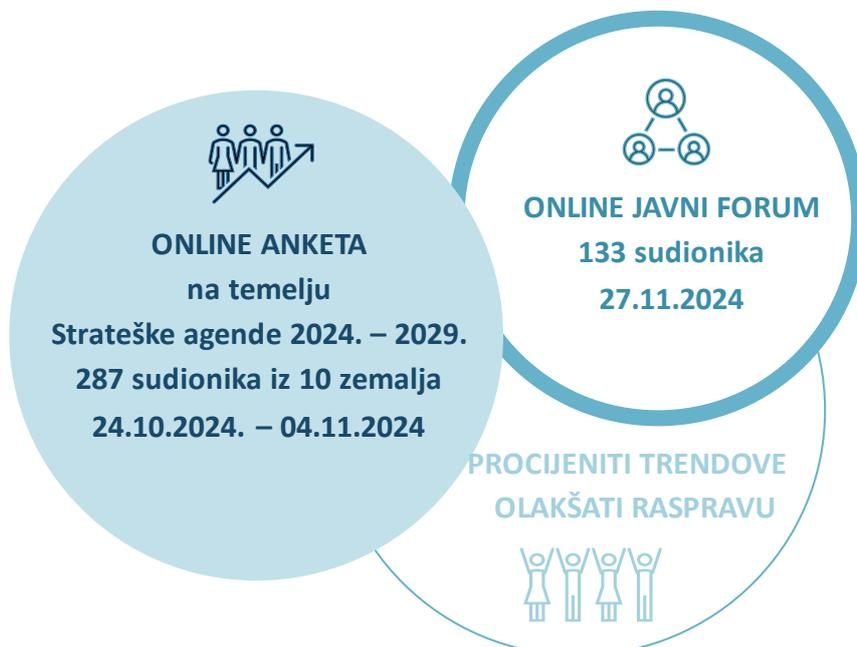 ONLINE ANKETA
na temelju
Strateške agende 2024. – 2029.
287 sudionika iz 10 zemalja
24.10.2024. – 04.11.2024
ONLINE JAVNI FORUM
133 sudionika
27.11.2024
PROCIJENITI TRENDOVE
OLAKŠATI RASPRAVU